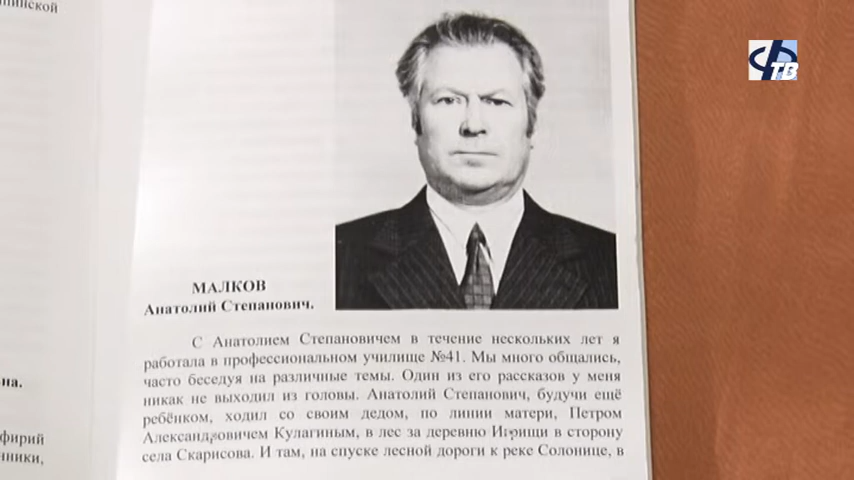 шинской
ТВ
МАЛКОВ
Анатолий Степанович.
С Анатолием Степановичем в течение нескольких лет я
работала в профессиональном училище №41. Мы много общались,
часто беседуя на различные темы. Один из его рассказов у меня
никак не выходил из головы. Анатолий Степанович, будучи ещё
ребёнком, ходил со своим дедом, по линии матери, Петром
Александровичем Кулагиным, в лес за деревню Игрищи в сторону
села Скарисова. И там, на спуске лесной дороги к реке Солонице, в
на.
фирий
нники,